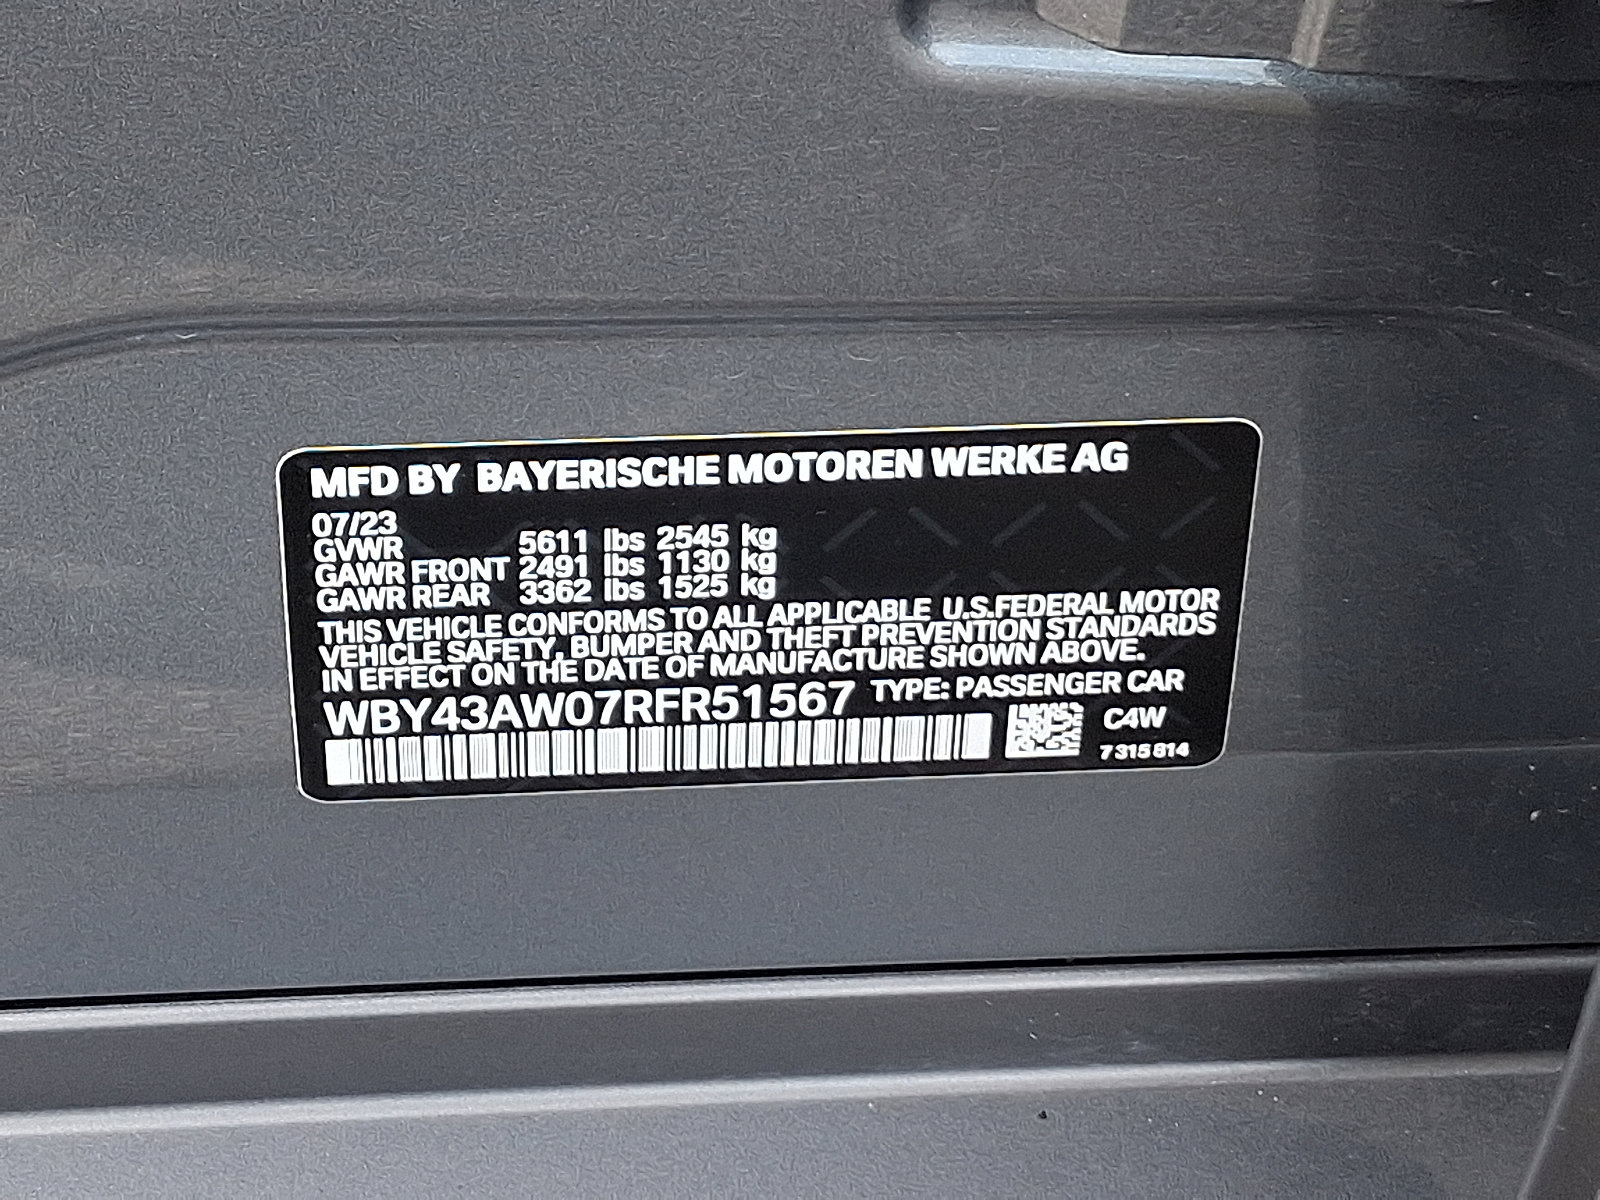 MFD BY BAYERISCHE MOTOREN WERKE AG
07/23
GVWR 5611 lbs 2545 kg
GAWR FRONT 2491 lbs 1130 kg
GAWR REAR 3362 lbs 1525 kg
THIS VEHICLE CONFORMS TO ALL APPLICABLE U.S.FEDERAL MOTOR
VEHICLE SAFETY, BUMPER AND THEFT PREVENTION STANDARDS
IN EFFECT ON THE DATE OF MANUFACTURE SHOWN ABOVE.
WBY43AW07RFR51567 TYPE: PASSENGER CAR
C4W
7 315 814